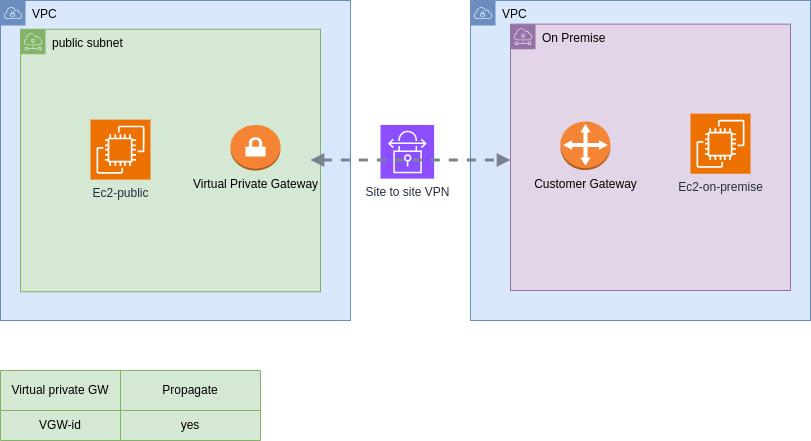 VPC
public subnet
Ec2-public
Virtual Private Gateway
Site to site VPN
VPC
On Premise
Customer Gateway
Ec2-on-premise
Virtual private GW
Propagate
VGW-id
yes